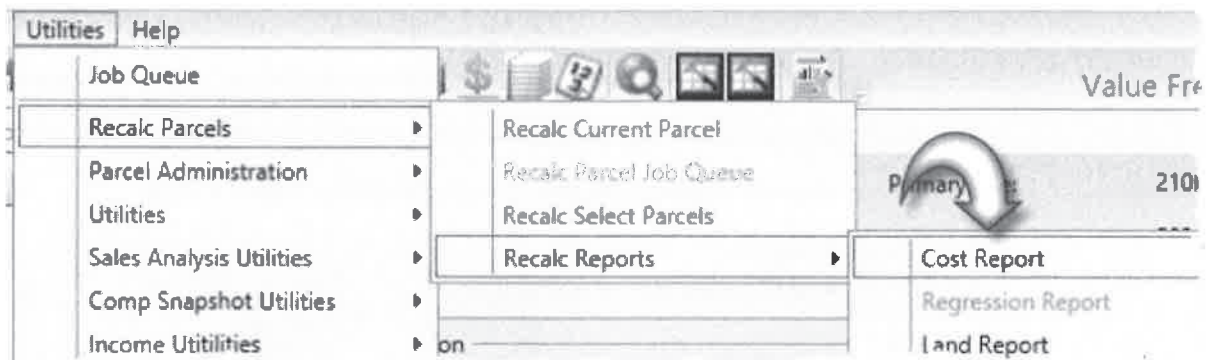 Utilities Help
Job Queue
Value Fre
Recalc Parcels
Recalc Current Parcel
Parcel Administration
Recalc Parcel Job Queue
Primary
210
Utilities
Recalc Select Parcels
Sales Analysis Utilities
Recalc Reports
Cost Report
Comp Snapshot Utilities
Regression Report
Income Utitilities
on
Land Report